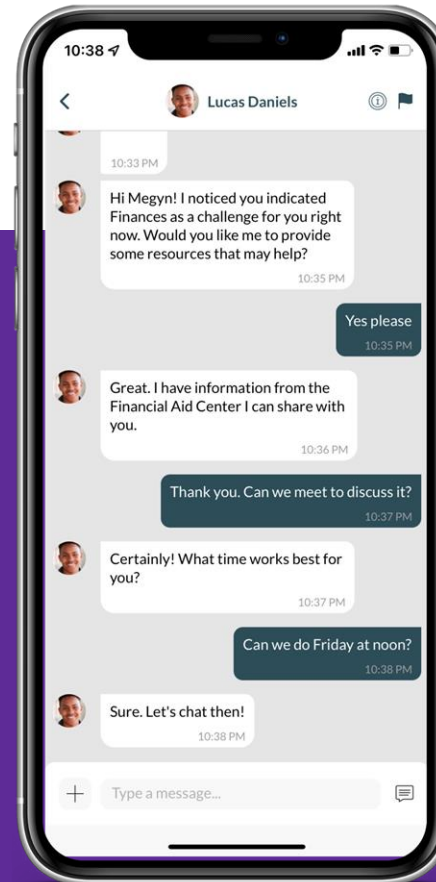 10:38
Lucas Daniels
10:33 PM
Hi Megyn! I noticed you indicated
Finances as a challenge for you right
now. Would you like me to provide
some resources that may help?
10:35 PM
Yes please
10:35 PM
Great. I have information from the
Financial Aid Center I can share with
you.
10:36 PM
Thank you. Can we meet to discuss it?
10:37 PM
Certainly! What time works best for
you?
10:37 PM
Can we do Friday at noon?
10:38 PM
Sure. Let's chat then!
10:38 PM
Type a message...